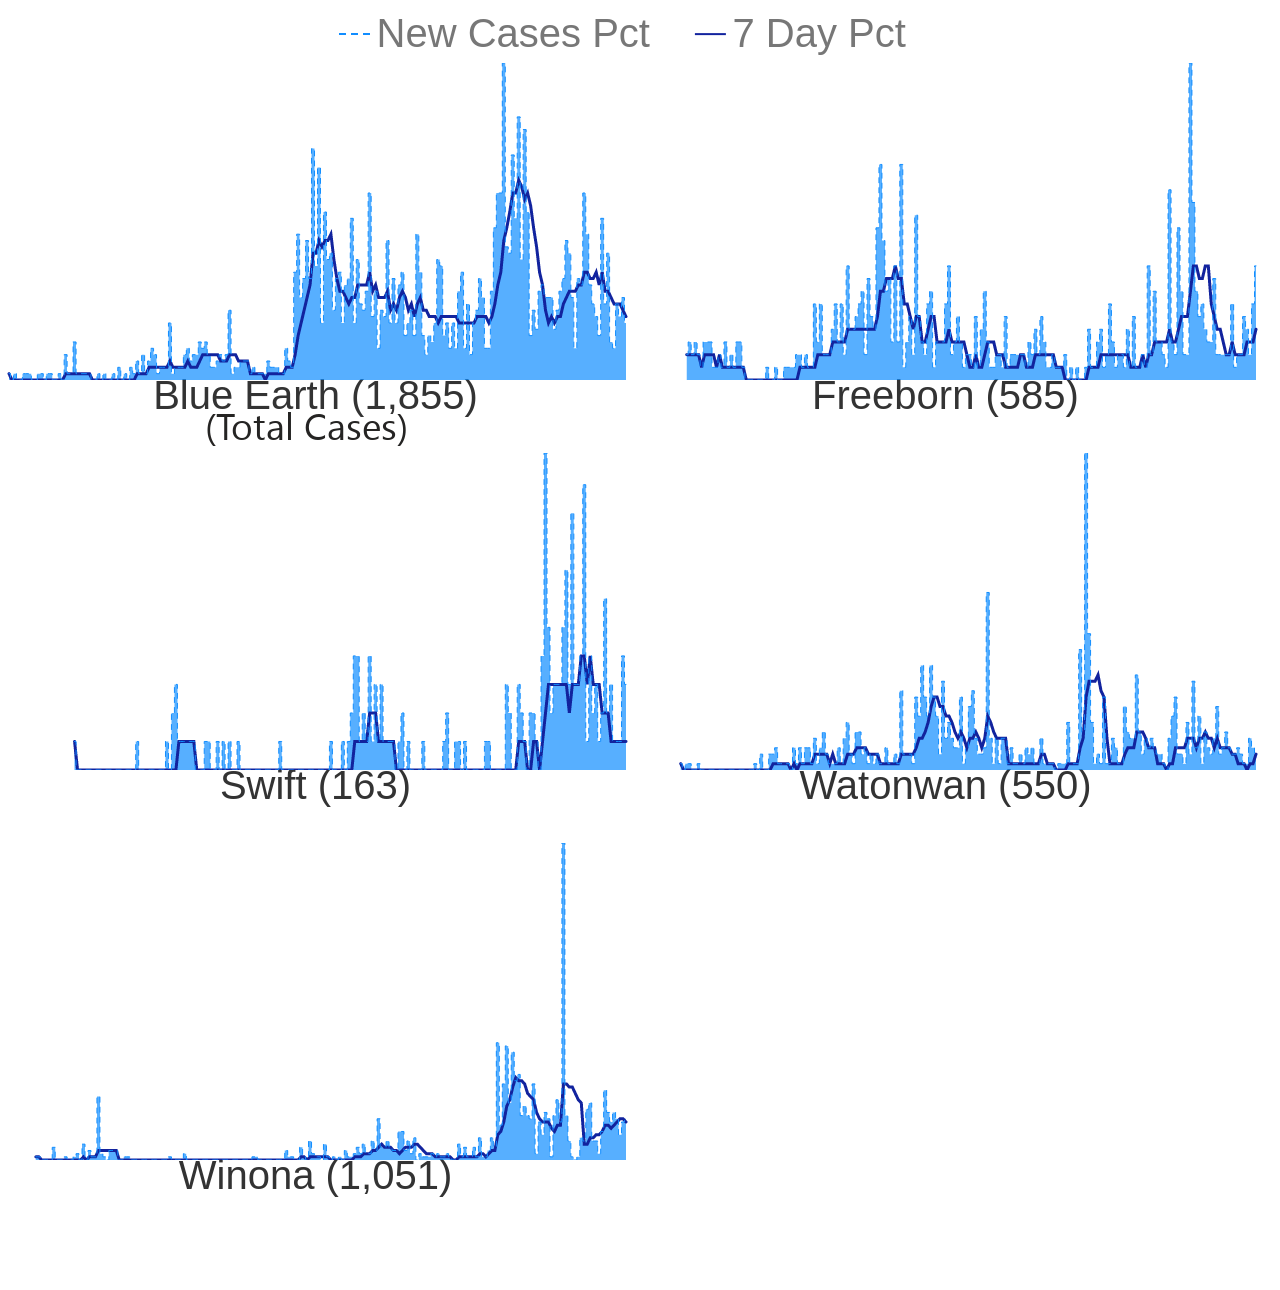 New Cases Pct 7 Day Pct
Blue Earth (1,855) Freeborn (585)
(Total Cases)
Swift (163) Watonwan (550)
Winona (1,051)